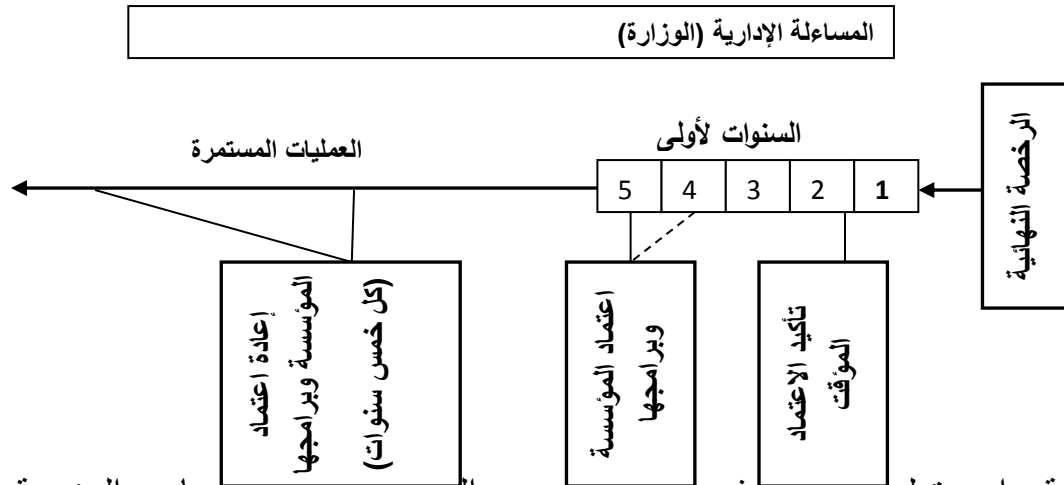 المساءلة الإدارية (الوزارة)
الرخصة النهائية
السنوات لأولى
العمليات المستمرة
1 2 3 4 5
تأكيد الاعتماد
المؤقت
اعتماد المؤسسة
وبرامجها
إعادة اعتماد
المؤسسة وبرامجها
(كل خمس سنوات)